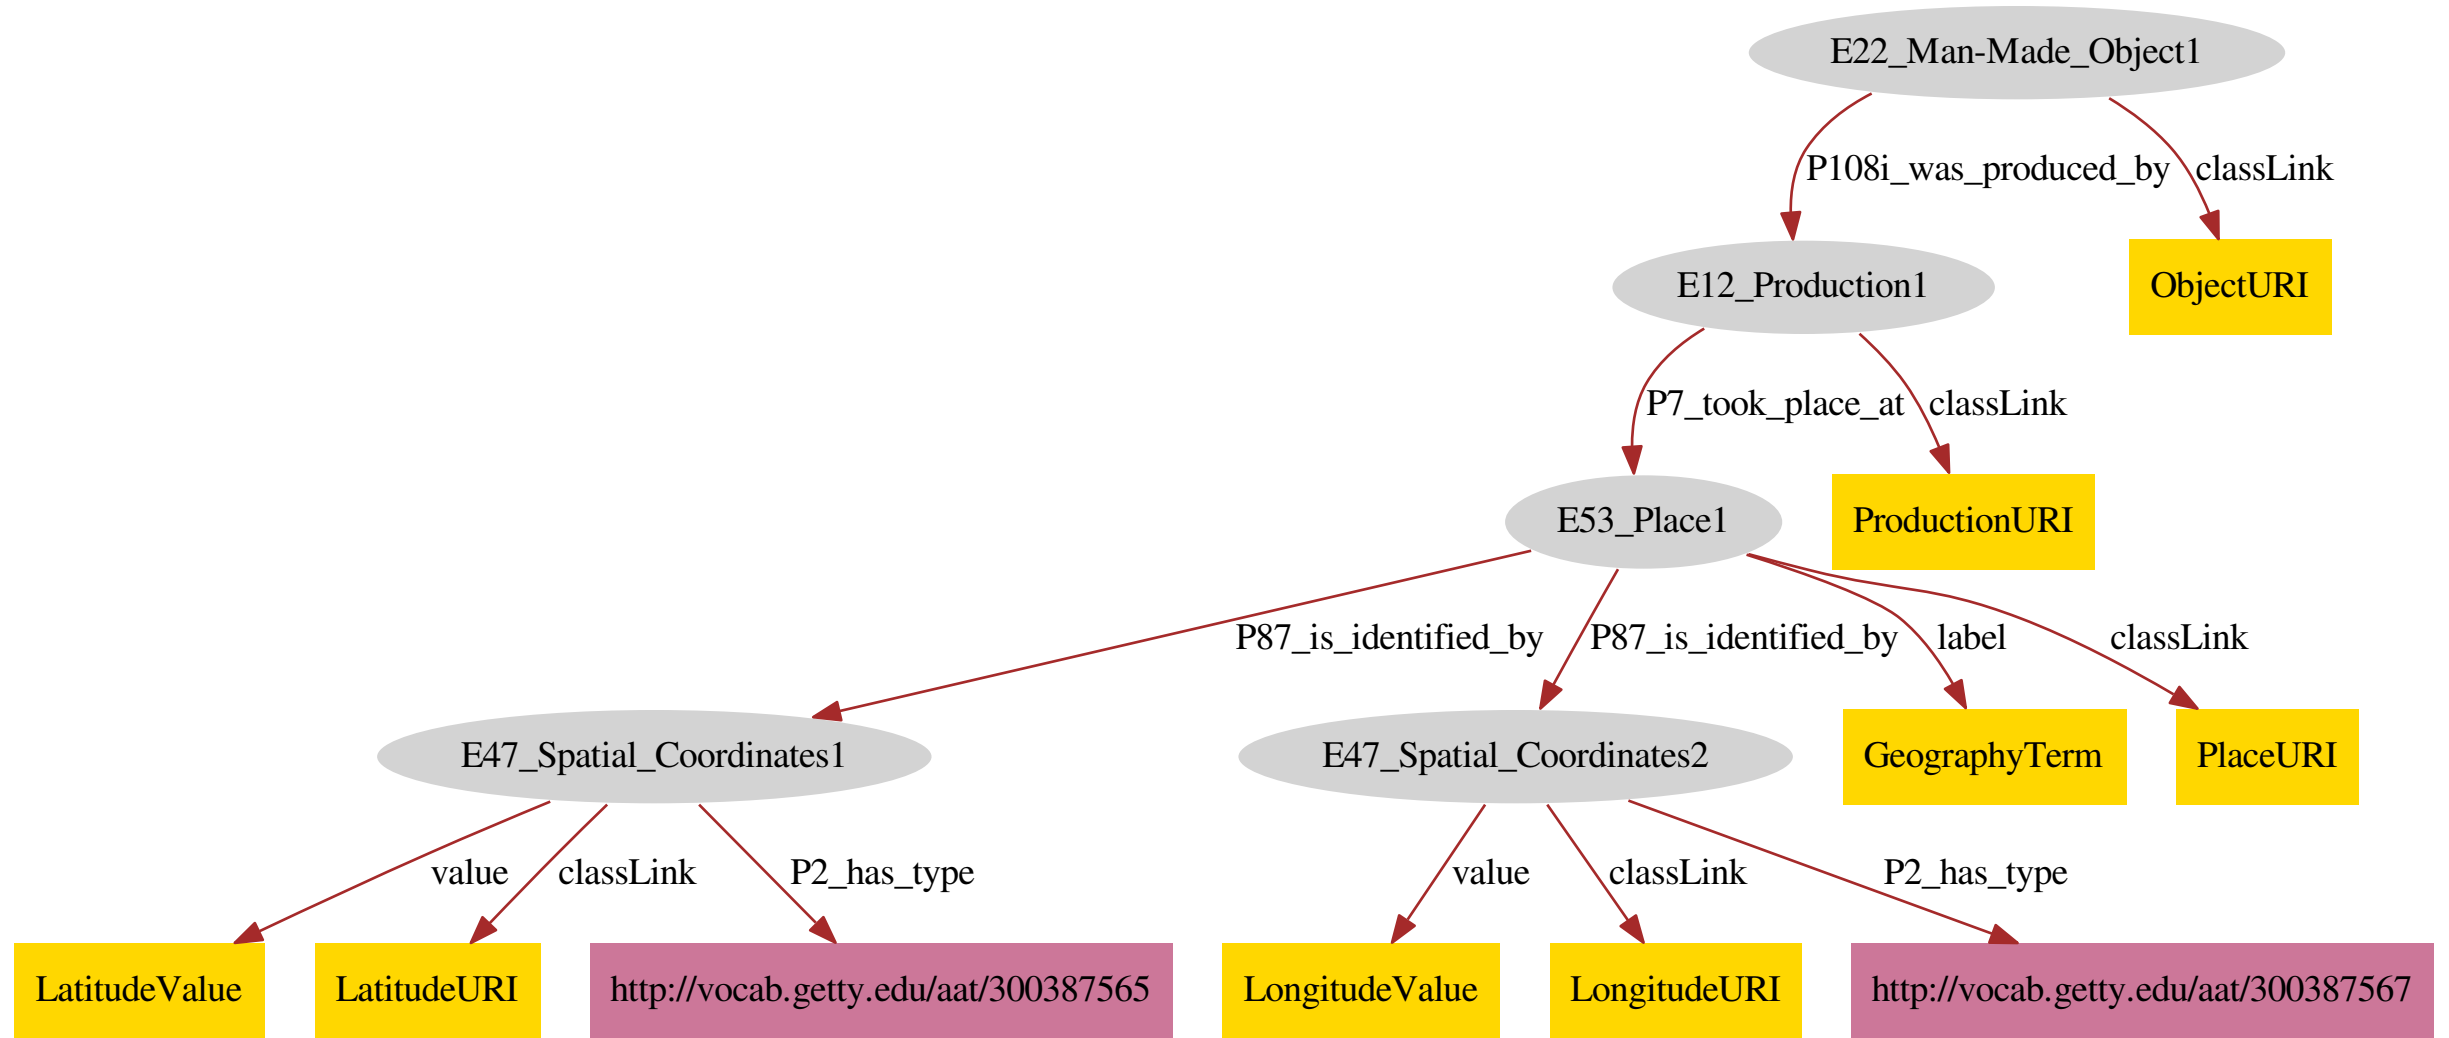 E22_Man-Made_Object1
P108i_was_produced_by
classLink
E12_Production1
ObjectURI
P7_took_place_at
classLink
E53_Place1
ProductionURI
P87_is_identified_by
P87_is_identified_by
label
classLink
E47_Spatial_Coordinates1
E47_Spatial_Coordinates2
GeographyTerm
PlaceURI
value
classLink
P2_has_type
value
classLink
P2_has_type
LatitudeValue
LatitudeURI
http://vocab.getty.edu/aat/300387565
LongitudeValue
LongitudeURI
http://vocab.getty.edu/aat/300387567